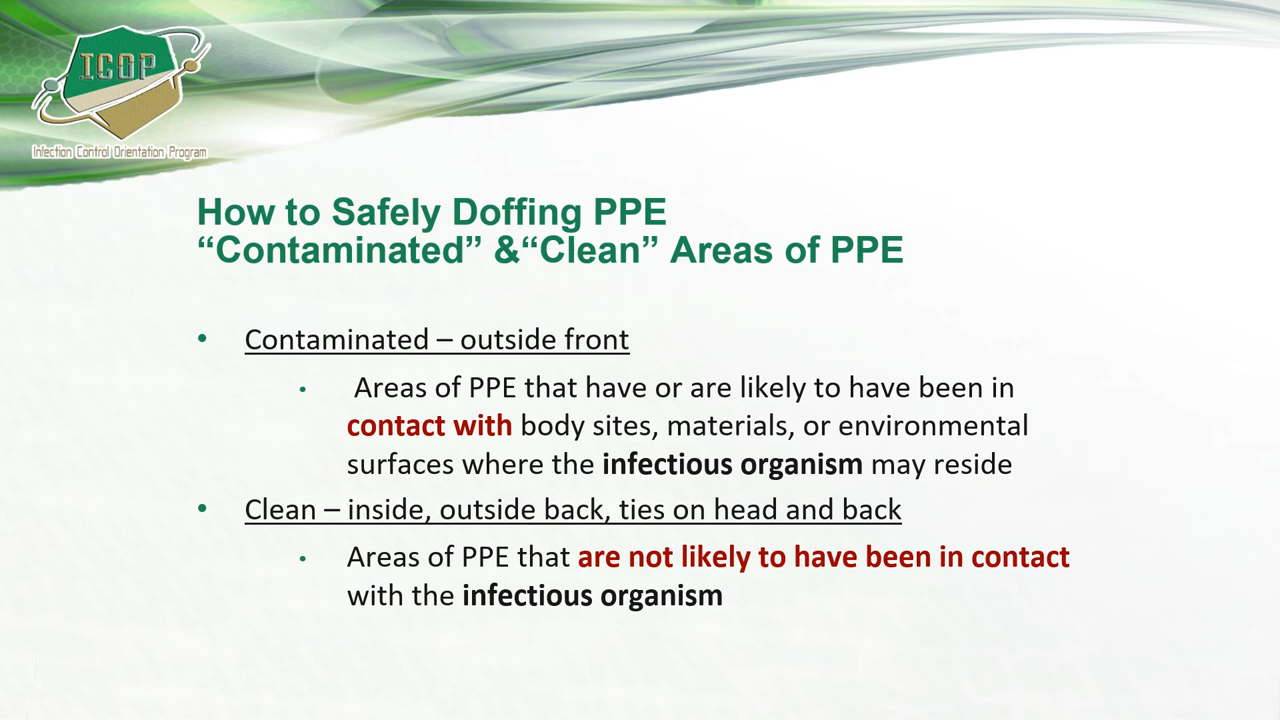 ICOP
Infection Control Orientation Program
How to Safely Doffing PPE
“Contaminated” &“Clean” Areas of PPE
• Contaminated – outside front
• Areas of PPE that have or are likely to have been in
contact with body sites, materials, or environmental
surfaces where the infectious organism may reside
• Clean – inside, outside back, ties on head and back
• Areas of PPE that are not likely to have been in contact
with the infectious organism